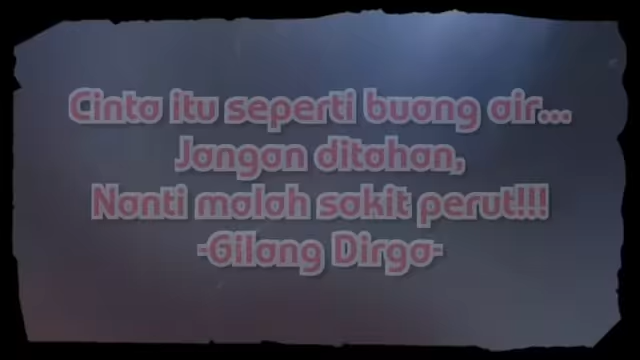 Cinta itu seperti buang air...
Jangan ditahan,
Nanti malah sakit perut!!!
-Gilang Dirga-